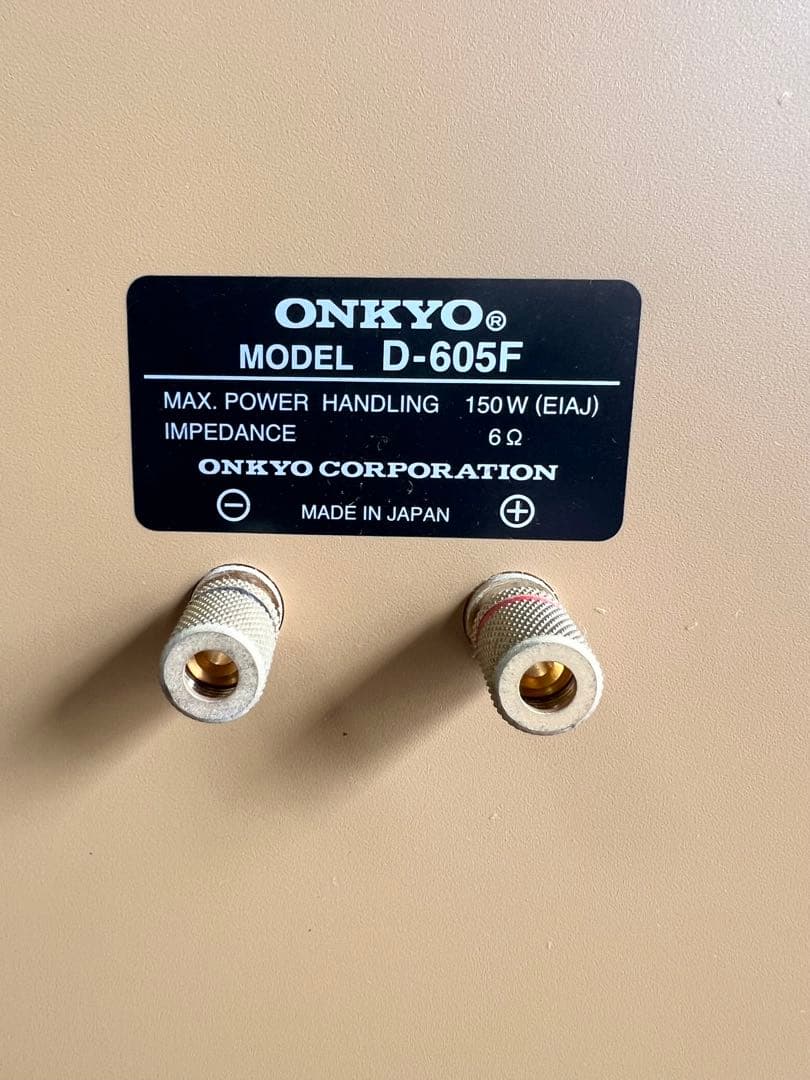 ONKYO®
MODEL D-605F
MAX. POWER HANDLING 150W (EIAJ)
IMPEDANCE 6Ω
ONKYO CORPORATION
⊖ MADE IN JAPAN ⊕